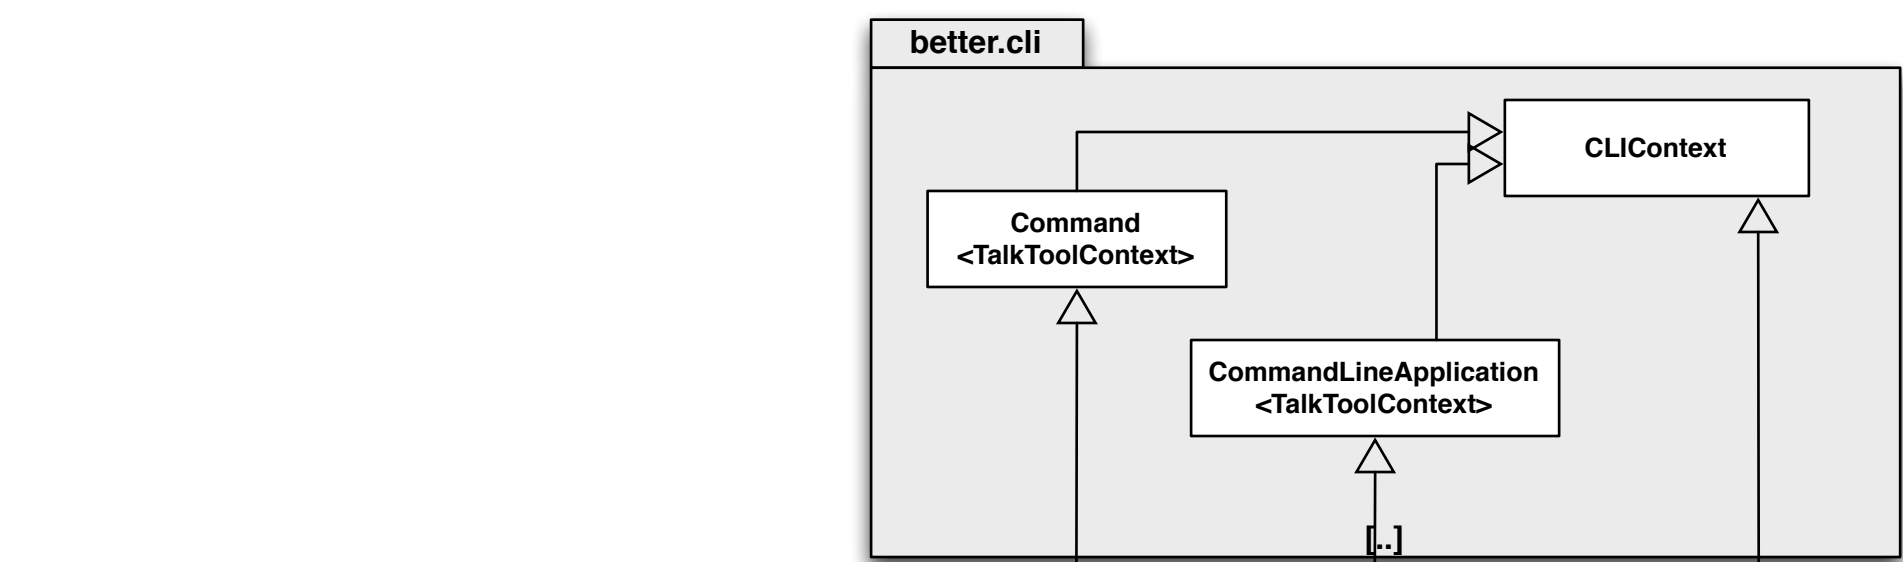 better.cli
CLIContext
Command
<TalkToolContext>
CommandLineApplication
<TalkToolContext>
[..]